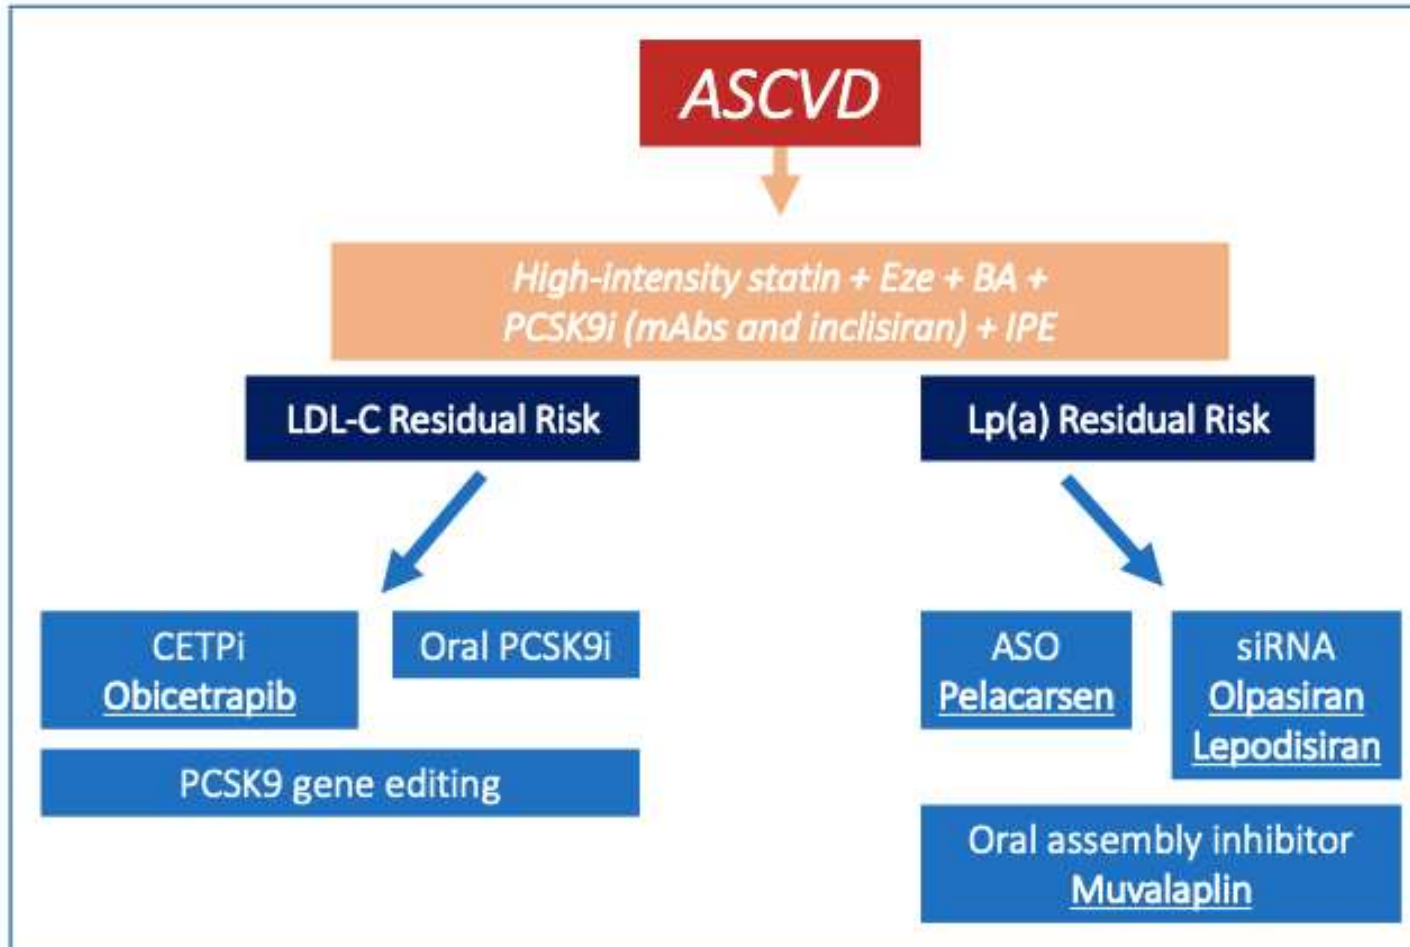 ASCVD
High-intensity statin + Eze + BA +
PCSK9i (mAbs and inclisiran) + IPE
LDL-C Residual Risk
Lp(a) Residual Risk
CETPi
Obicetrapib
Oral PCSK9i
PCSK9 gene editing
ASO
Pelacarsen
siRNA
Olpasiran
Lepodisiran
Oral assembly inhibitor
Muvalaplin